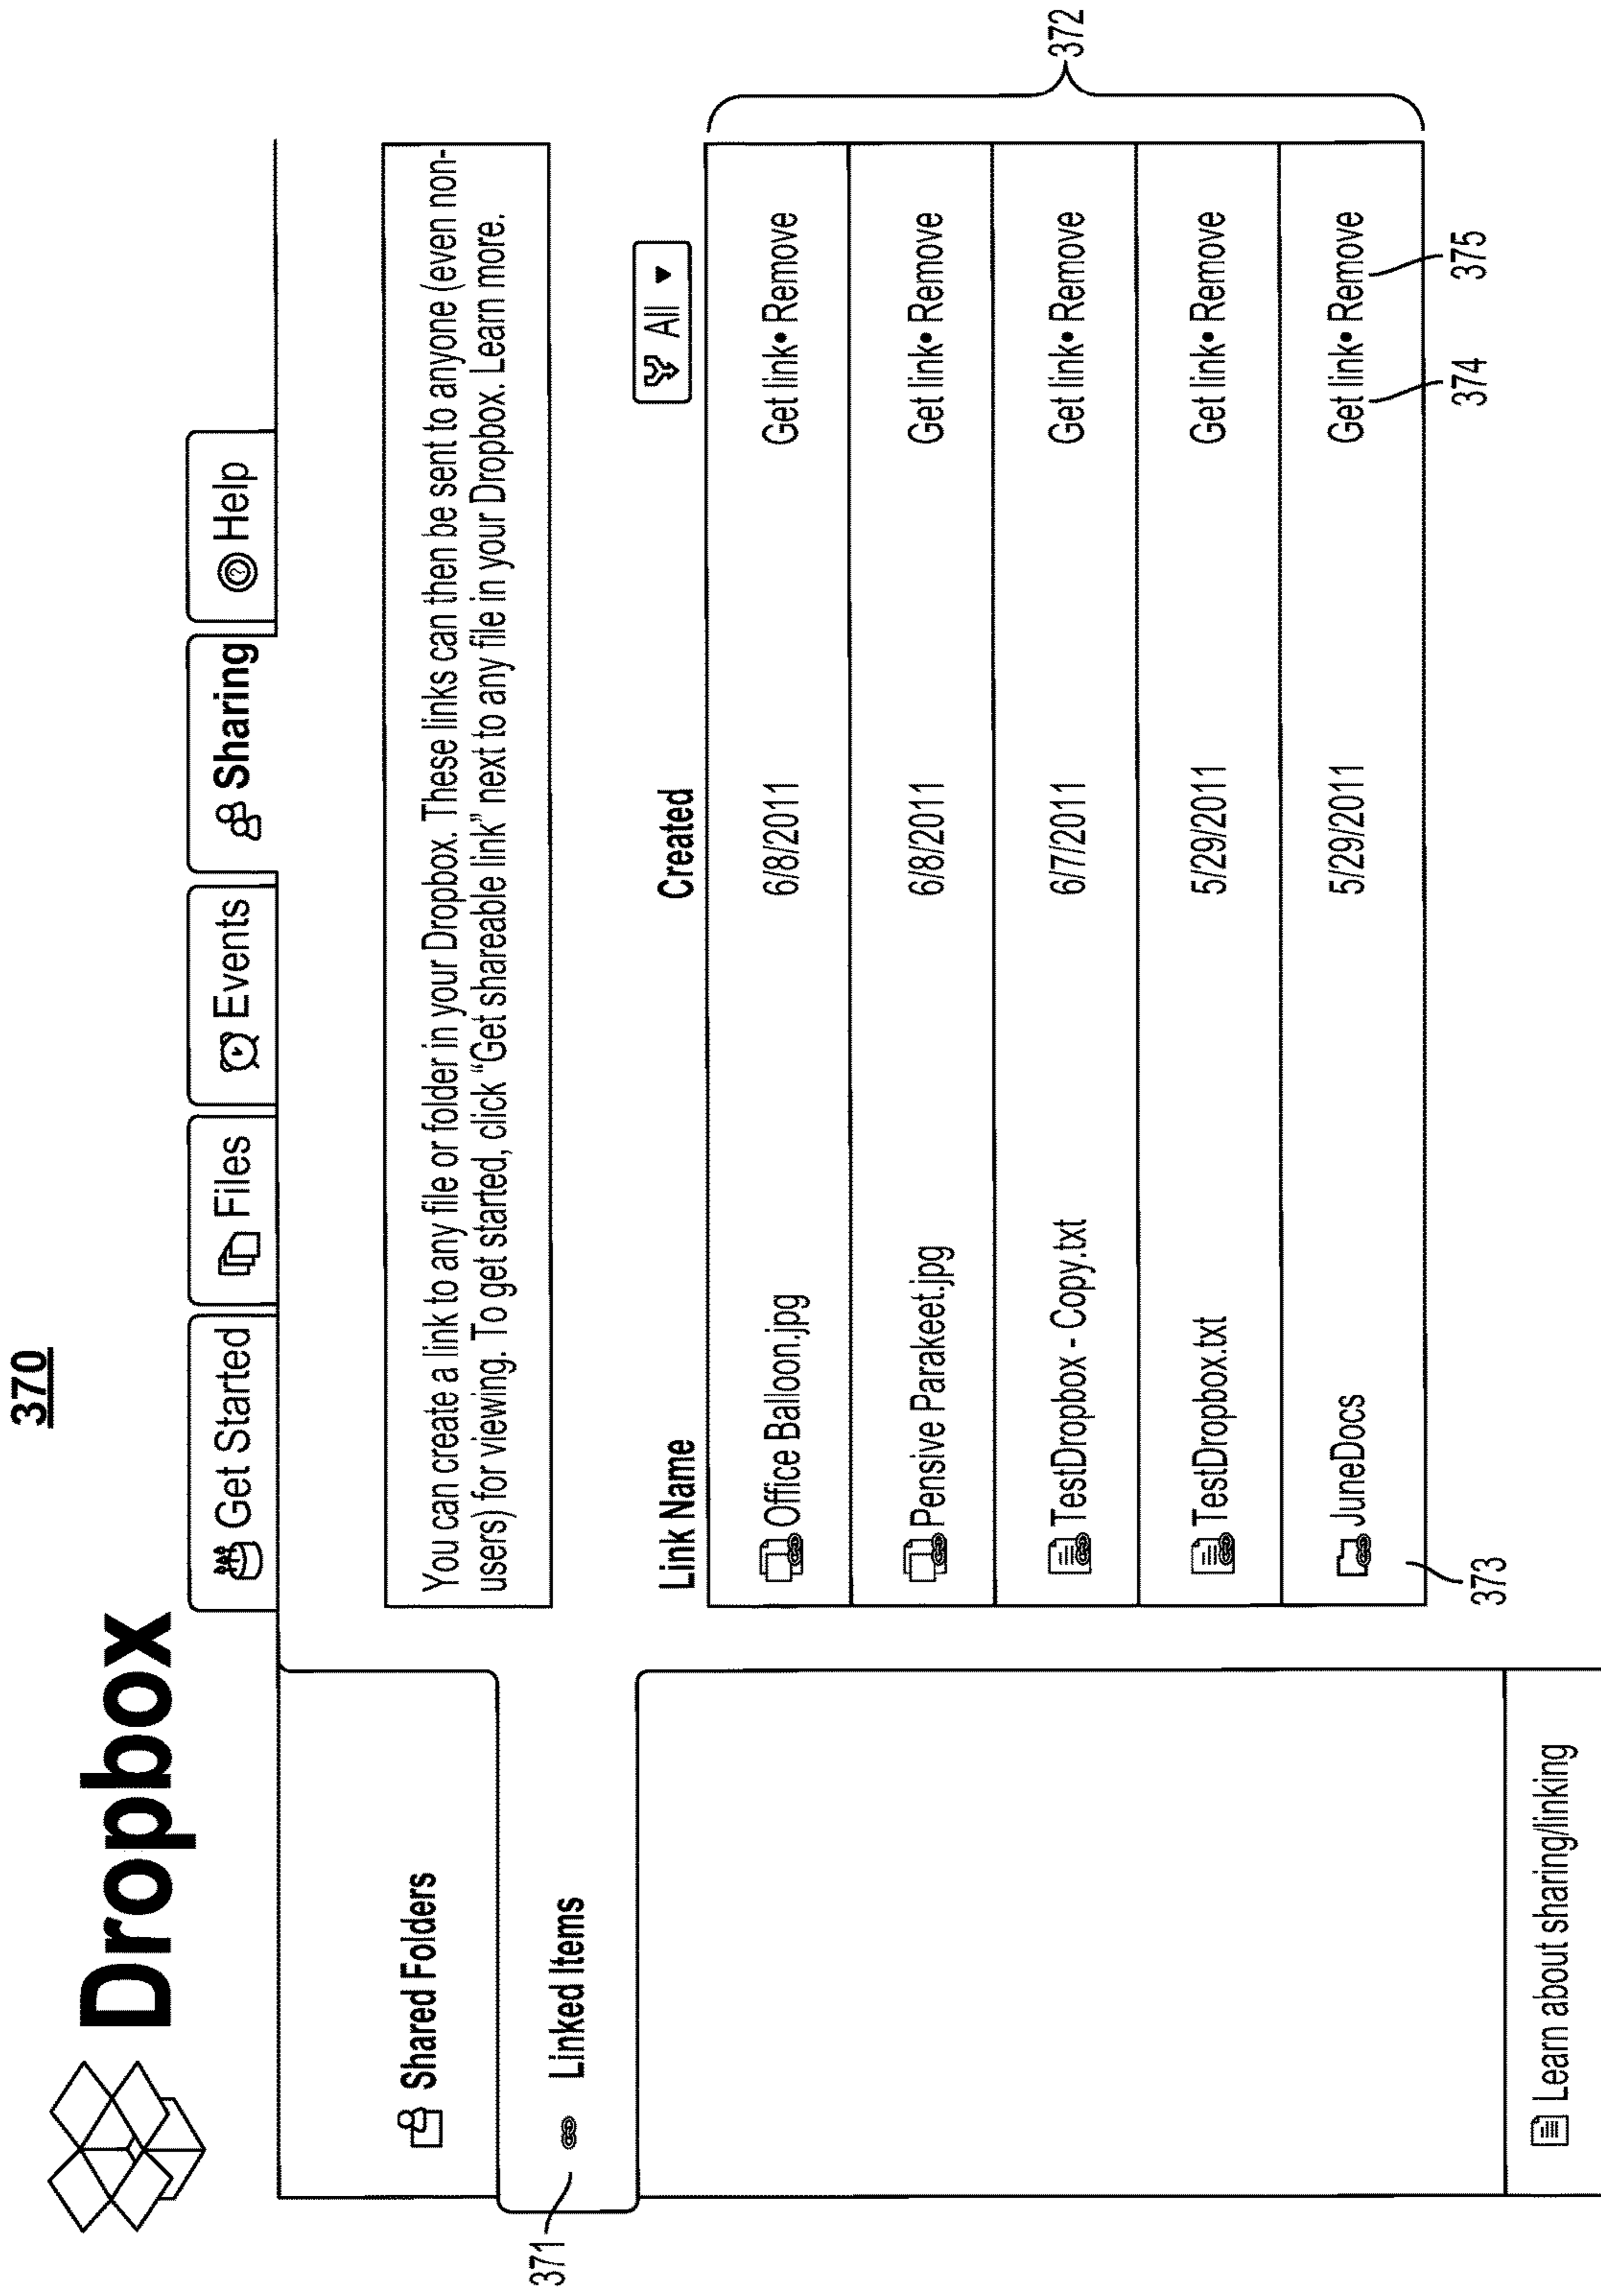 370
Dropbox
Get Started
Files
Events
Sharing
Help
Shared Folders
371
Linked Items
Learn about sharing/linking
You can create a link to any file or folder in your Dropbox. These links can then be sent to anyone (even non-
users) for viewing. To get started, click “Get shareable link” next to any file in your Dropbox. Learn more.
All
Link Name Created
Office Balloon.jpg 6/8/2011 Get link• Remove
Pensive Parakeet.jpg 6/8/2011 Get link• Remove
TestDropbox - Copy.txt 6/7/2011 Get link• Remove
TestDropbox.txt 5/29/2011 Get link• Remove
JuneDocs 5/29/2011 Get link• Remove
372
373
374
375